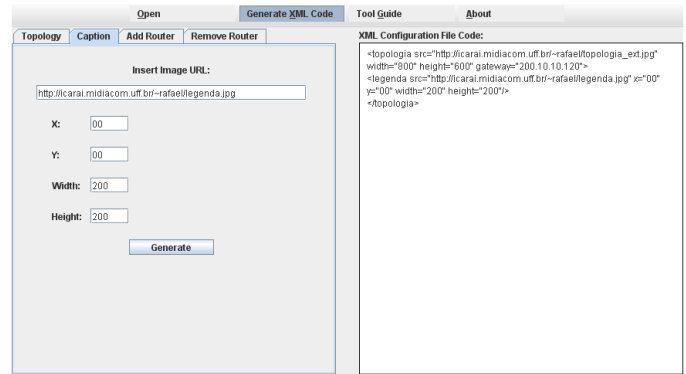 Open Generate XML Code Tool Guide About
Topology Caption Add Router Remove Router
Insert Image URL:
http://icarai.midiacom.uff.br/~rafael/legenda.jpg
X: 00
Y: 00
Width: 200
Height: 200
Generate
XML Configuration File Code:
<topologia src="http://icarai.midiacom.uff.br/~rafael/topologia_ext.jpg"
width="800" height="600" gateway="200.10.10.120">
<legenda src="http://icarai.midiacom.uff.br/~rafael/legenda.jpg" x="00"
y="00" width="200" height="200"/>
</topologia>